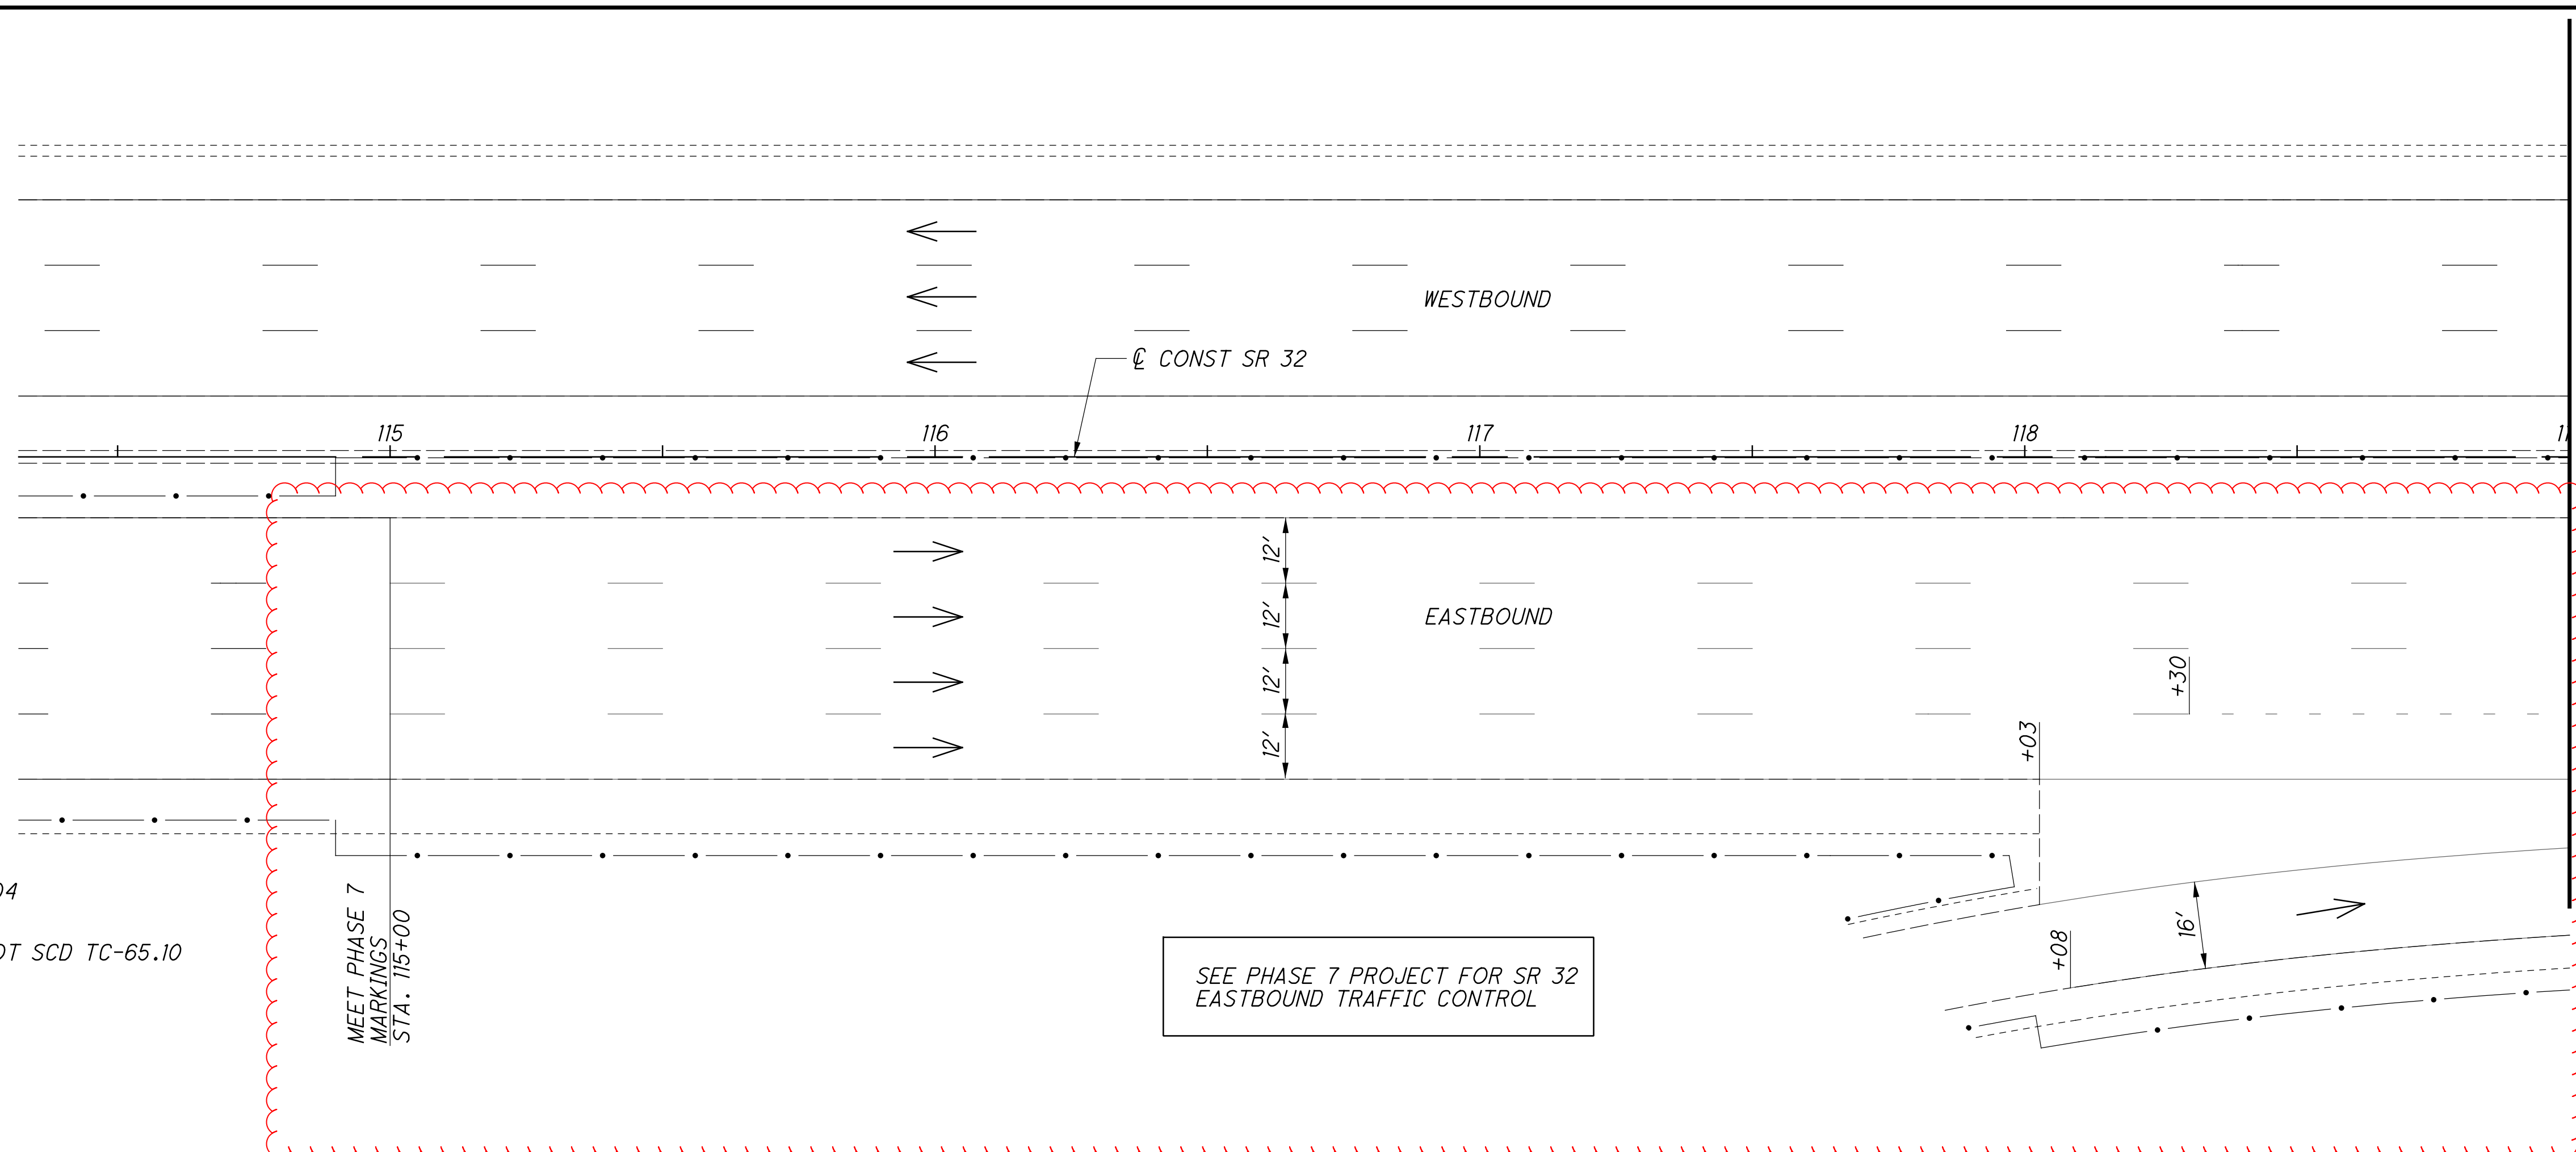 WESTBOUND
℄ CONST SR 32
115
116
117
118
12'
12'
12'
12'
EASTBOUND
+30
+03
+08
16'
04
MEET PHASE 7
MARKINGS
STA. 115+00
SCD TC-65.10
SEE PHASE 7 PROJECT FOR SR 32
EASTBOUND TRAFFIC CONTROL